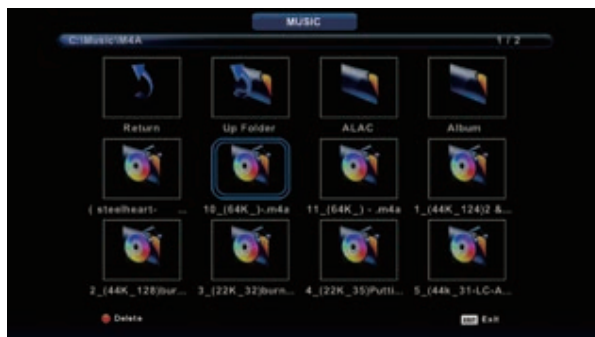 MUSIC
C:\Music\M4A 1 / 2
Return Up Folder ALAC Album
( steelheart- ... 10_(64K_)-.m4a 11_(64K_) - .m4a 1_(44K_124)2 &...
2_(44K_128)bur... 3_(22K_32)burn... 4_(22K_35)Putti... 5_(44k_31-LC-A...
Delete EXIT Exit